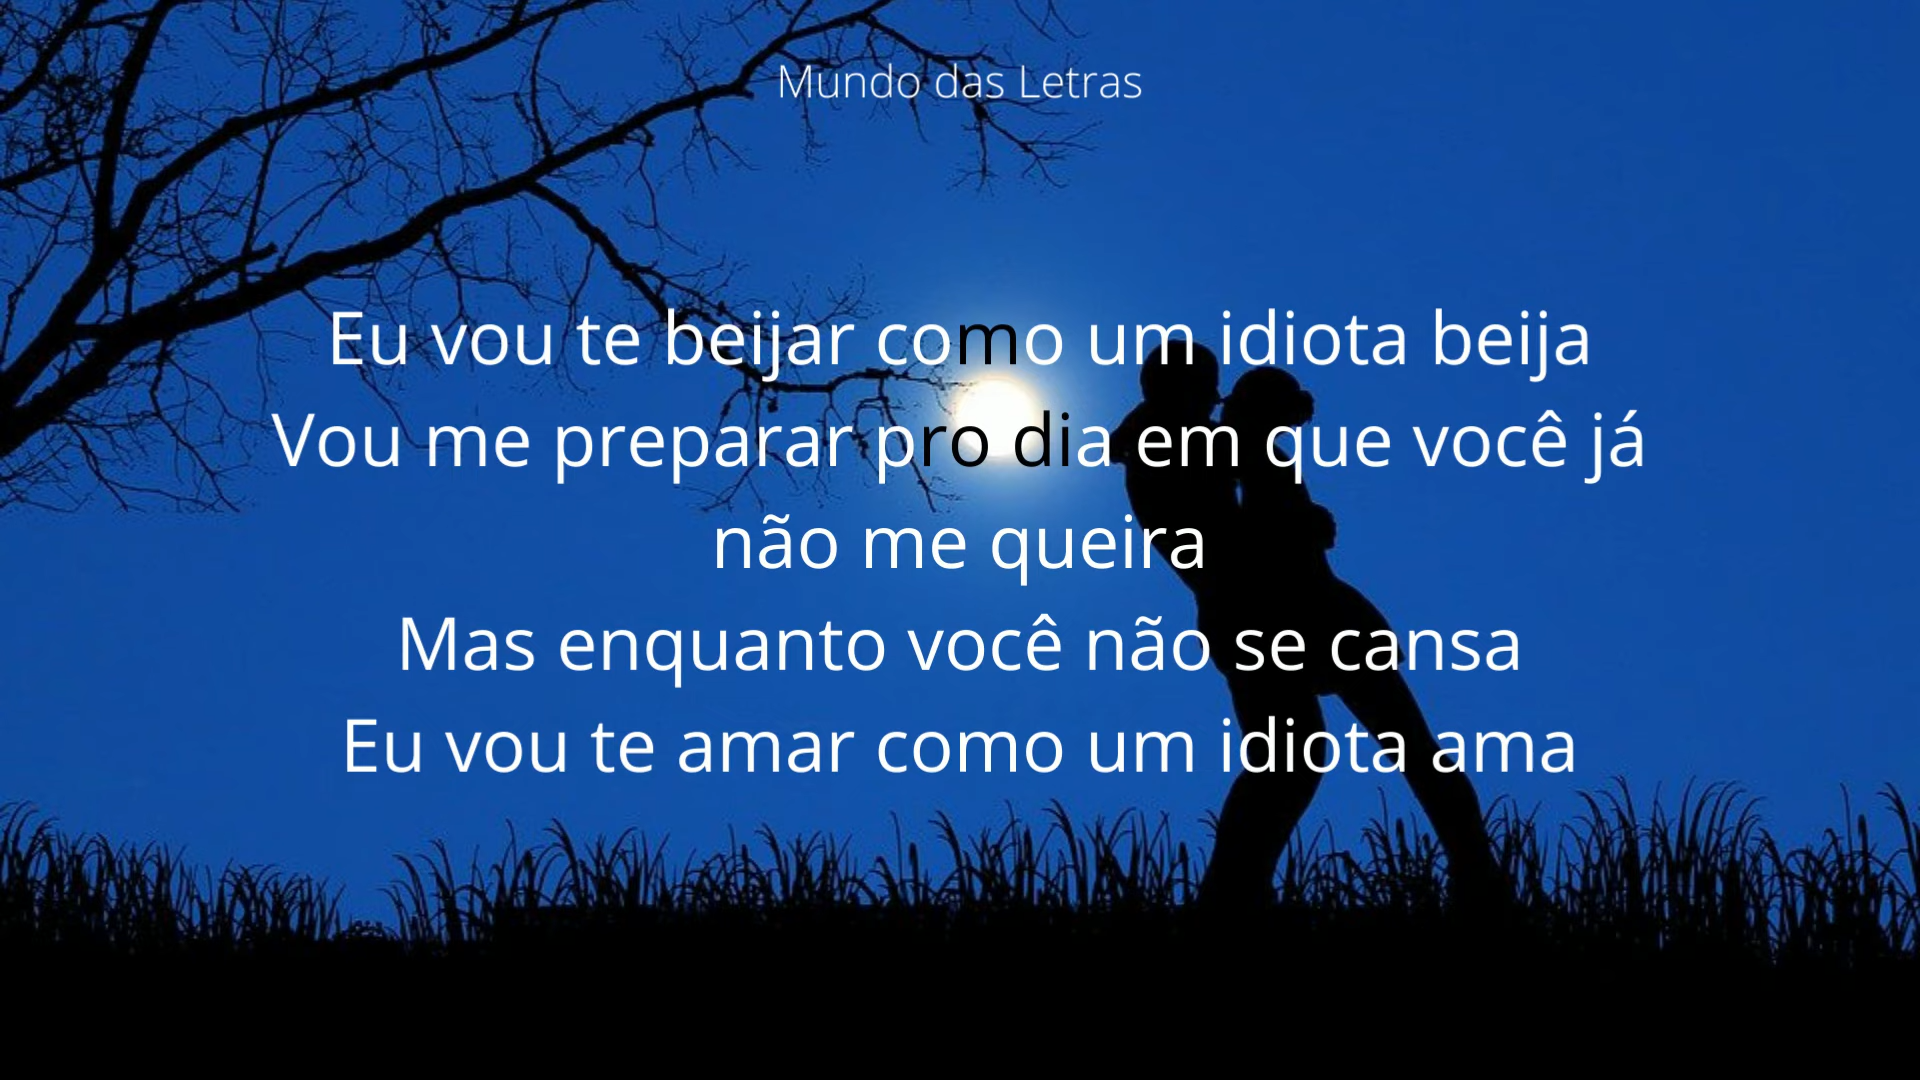 Mundo das Letras
Eu vou te beijar como um idiota beija
Vou me preparar pro dia em que você já
não me queira
Mas enquanto você não se cansa
Eu vou te amar como um idiota ama